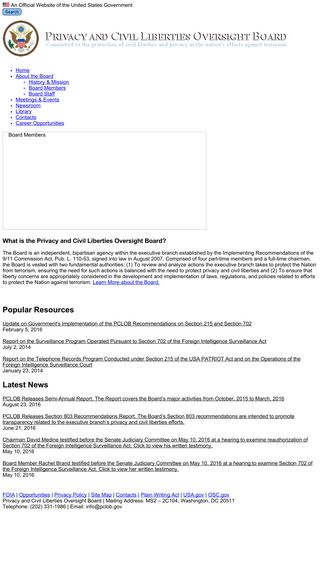 An Official Website of the United States Government
Search
PRIVACY AND CIVIL LIBERTIES OVERSIGHT BOARD
Committed to the protection of civil liberties and privacy in the nation's efforts against terrorism
Home
About the Board
History & Mission
Board Members
Board Staff
Meetings & Events
Newsroom
Library
Contacts
Career Opportunities
Board Members
What is the Privacy and Civil Liberties Oversight Board?
The Board is an independent, bipartisan agency within the executive branch established by the Implementing Recommendations of the
9/11 Commission Act, Pub. L. 110-53, signed into law in August 2007. Comprised of four part-time members and a full-time chairman,
the Board is vested with two fundamental authorities: (1) To review and analyze actions the executive branch takes to protect the Nation
from terrorism, ensuring the need for such actions is balanced with the need to protect privacy and civil liberties and (2) To ensure that
liberty concerns are appropriately considered in the development and implementation of laws, regulations, and policies related to efforts
to protect the Nation against terrorism. Learn More about the Board.
Popular Resources
Update on Government's Implementation of the PCLOB Recommendations on Section 215 and Section 702
February 5, 2016
Report on the Surveillance Program Operated Pursuant to Section 702 of the Foreign Intelligence Surveillance Act
July 2, 2014
Report on the Telephone Records Program Conducted under Section 215 of the USA PATRIOT Act and on the Operations of the
Foreign Intelligence Surveillance Court
January 23, 2014
Latest News
PCLOB Releases Semi-Annual Report. The Report covers the Board's major activities from October, 2015 to March, 2016
August 23, 2016
PCLOB Releases Section 803 Recommendations Report. The Board's Section 803 recommendations are intended to promote
transparency related to the executive branch's privacy and civil liberties efforts.
June 21, 2016
Chairman David Medine testified before the Senate Judiciary Committee on May 10, 2016 at a hearing to examine reauthorization of
Section 702 of the Foreign Intelligence Surveillance Act. Click to view his written testimony.
May 10, 2016
Board Member Rachel Brand testified before the Senate Judiciary Committee on May 10, 2016 at a hearing to examine Section 702 of
the Foreign Intelligence Surveillance Act. Click to view her written testimony.
May 10, 2016
FOIA | Opportunities | Privacy Policy | Site Map | Contacts | Plain Writing Act | USA.gov | OSC.gov
Privacy and Civil Liberties Oversight Board | Mailing Address: MS2 – 2C104, Washington, DC 20511
Telephone: (202) 331-1986 | Email: info@pclob.gov